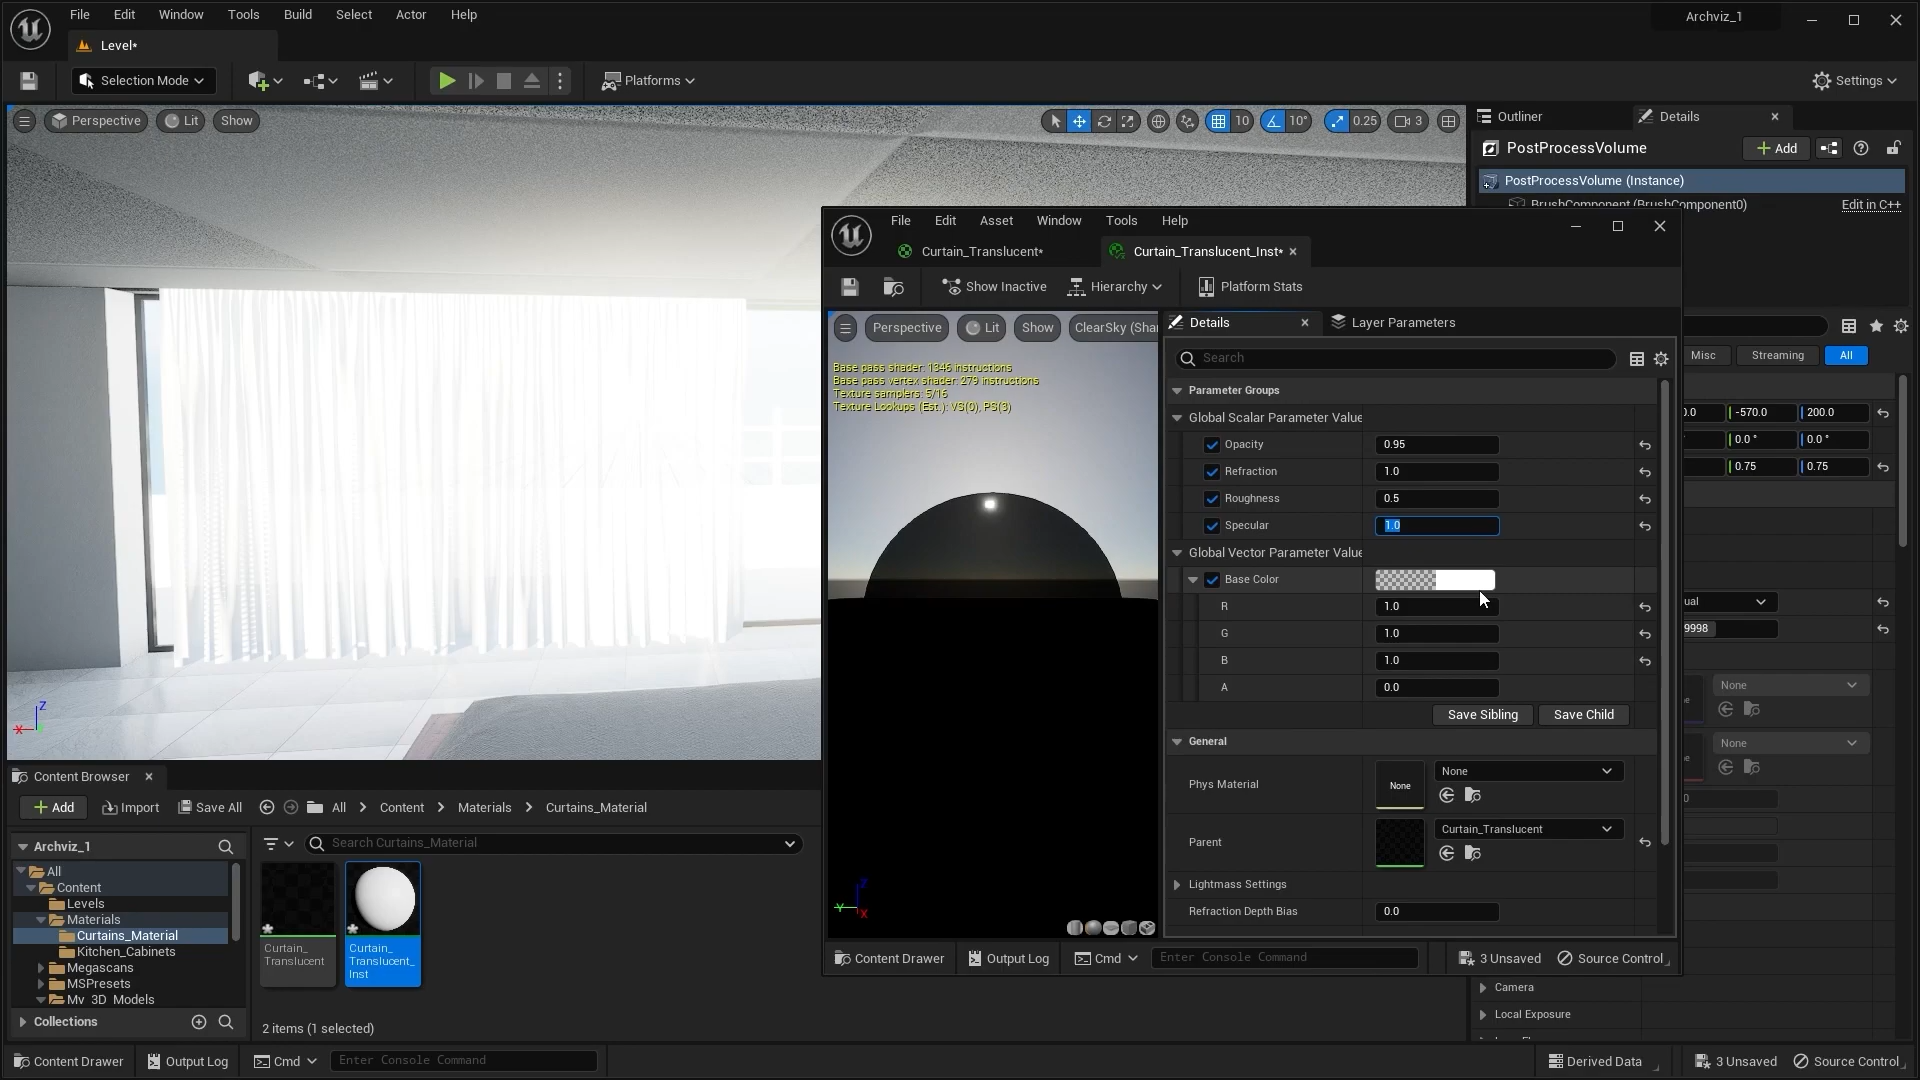 File Edit Window Tools Build Select Actor Help
Archviz_1
Level*
Selection Mode
Platforms
Settings
Perspective
Lit
Show
10
10°
0.25
3
Outliner
Details
PostProcessVolume
Add
PostProcessVolume (Instance)
BrushComponent (BrushComponent0)
Edit in C++
File Edit Asset Window Tools Help
Curtain_Translucent*
Curtain_Translucent_Inst*
Show Inactive
Hierarchy
Platform Stats
Perspective
Lit
Show
ClearSky (Shar
Base pass shader: 1346 instructions
Base pass vertex shader: 279 instructions
Texture samplers: 5/16
Texture Lookups (Est.): VS(0), PS(3)
Details
Layer Parameters
Search
Parameter Groups
Global Scalar Parameter Value
Opacity 0.95
Refraction 1.0
Roughness 0.5
Specular 1.0
Global Vector Parameter Value
Base Color
R 1.0
G 1.0
B 1.0
A 0.0
Save Sibling
Save Child
General
Phys Material
None
None
Parent
Curtain_Translucent
Lightmass Settings
Refraction Depth Bias 0.0
Z
Y
X
Content Drawer
Output Log
Cmd
Enter Console Command
3 Unsaved
Source Control
Misc
Streaming
All
0.0 -570.0 200.0
° 0.0 ° 0.0 °
0.75 0.75
ual
9998
None
None
0
Camera
Local Exposure
Z
X
Content Browser
Add
Import
Save All
All > Content > Materials > Curtains_Material
Archviz_1
Search Curtains_Material
All
Content
Levels
Materials
Curtains_Material
Kitchen_Cabinets
Megascans
MSPresets
My_3D_Models
Collections
Curtain_
Translucent
Curtain_
Translucent_
Inst
2 items (1 selected)
Content Drawer
Output Log
Cmd
Enter Console Command
Derived Data
3 Unsaved
Source Control